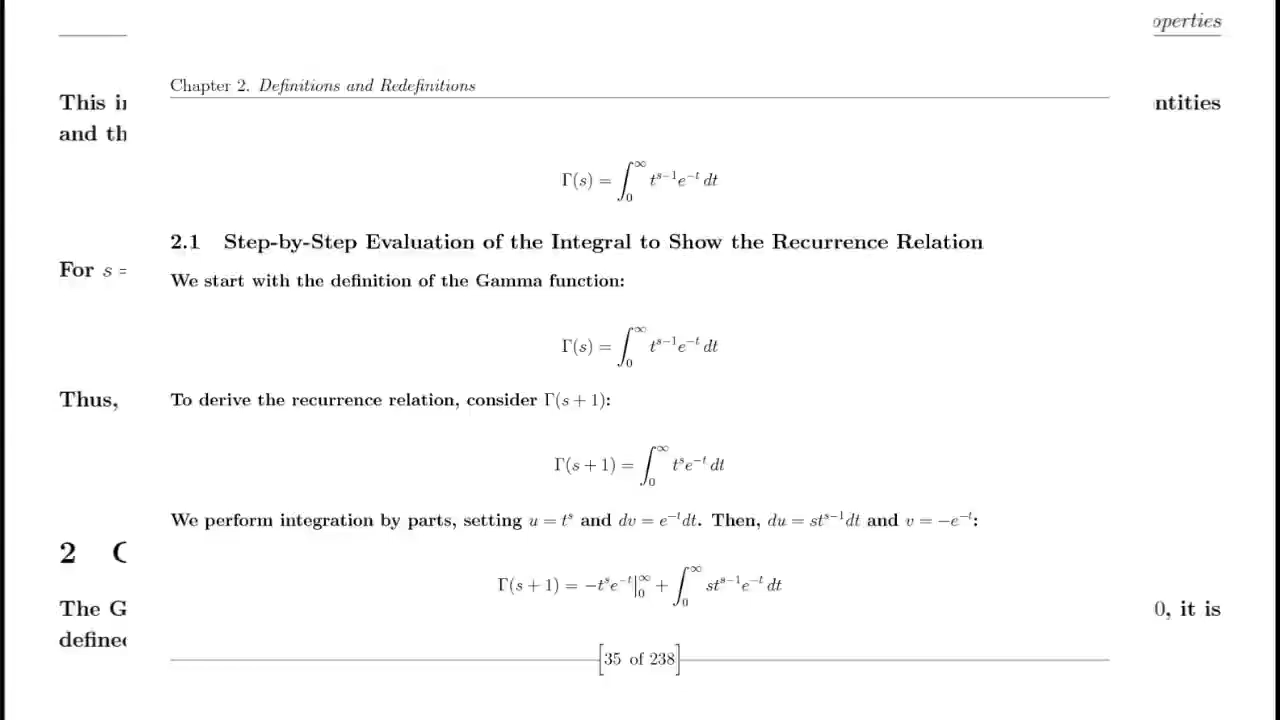 Chapter 2. Definitions and Redefinitions
Γ(s) = ∫₀^∞ t^{s−1}e^{−t} dt
2.1 Step-by-Step Evaluation of the Integral to Show the Recurrence Relation
We start with the definition of the Gamma function:
Γ(s) = ∫₀^∞ t^{s−1}e^{−t} dt
To derive the recurrence relation, consider Γ(s + 1):
Γ(s + 1) = ∫₀^∞ t^s e^{−t} dt
We perform integration by parts, setting u = t^s and dv = e^{−t}dt. Then, du = st^{s−1}dt and v = −e^{−t}:
Γ(s + 1) = −t^s e^{−t}|₀^∞ + ∫₀^∞ st^{s−1}e^{−t} dt
[35 of 238]
This
and
For s =
Thus,
2
The
0, it is